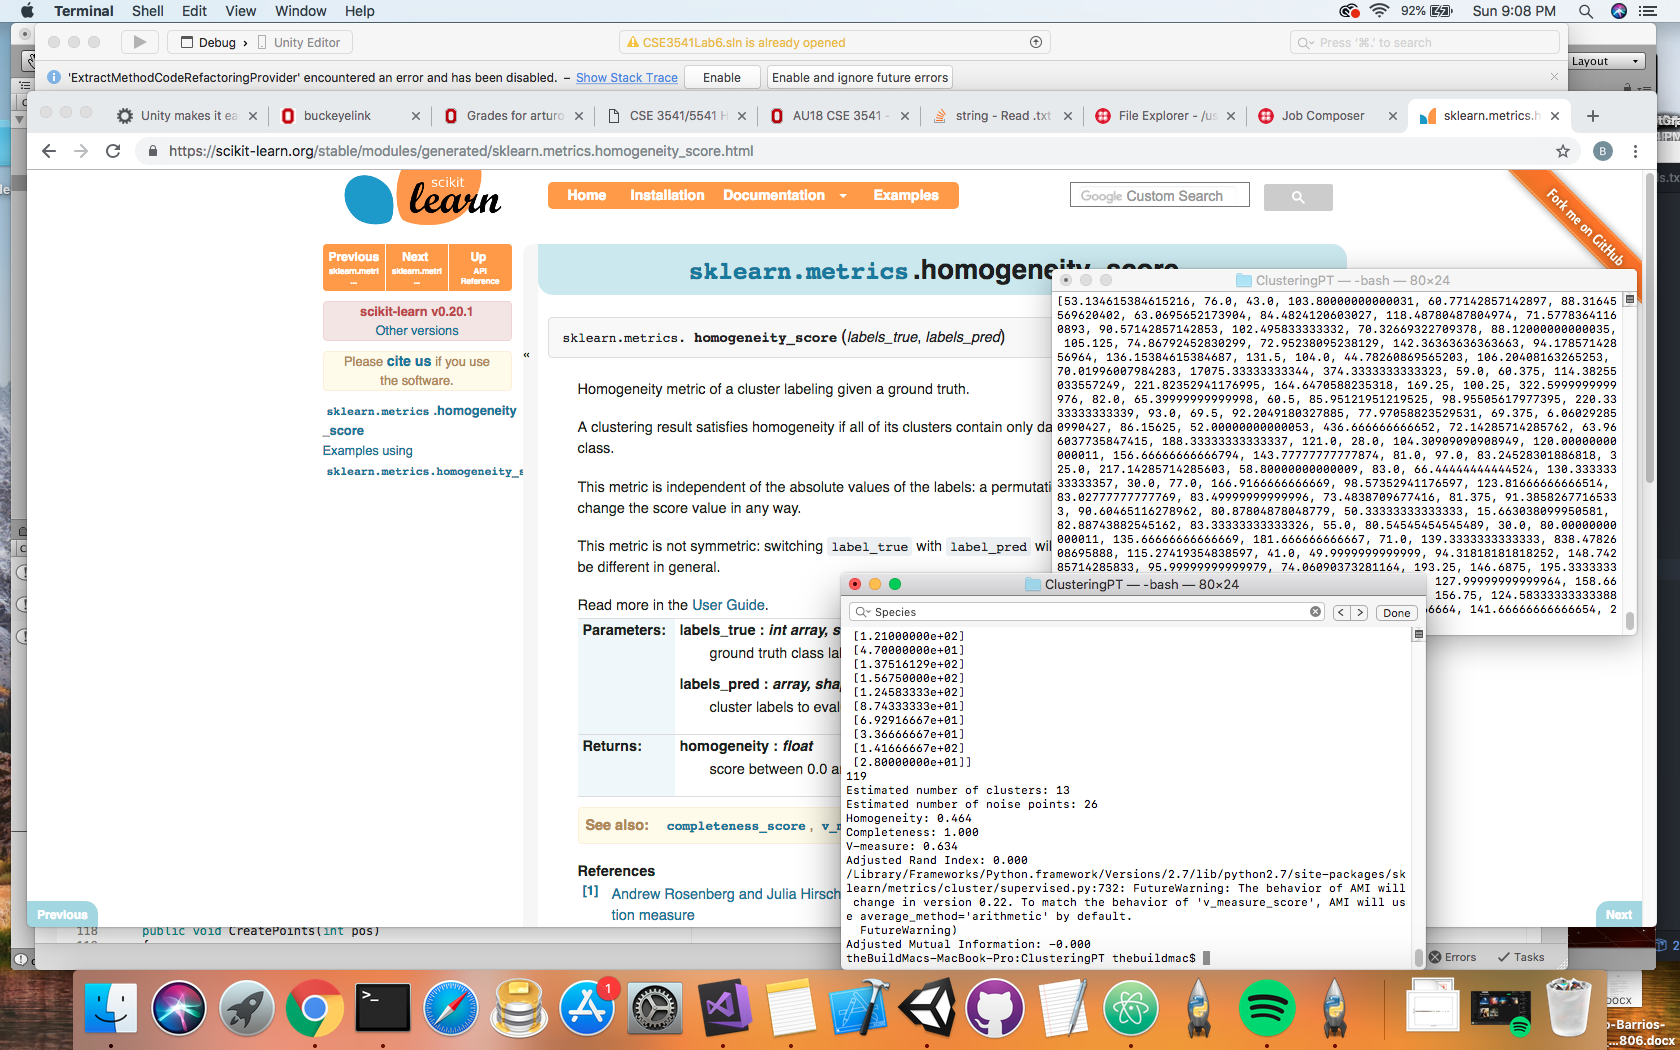 Terminal Shell Edit View Window Help
92% Sun 9:08 PM
Debug › Unity Editor
CSE3541Lab6.sln is already opened
Press '⌘.' to search
Layout
'ExtractMethodCodeRefactoringProvider' encountered an error and has been disabled. – Show Stack Trace Enable Enable and ignore future errors
Unity makes it ea
buckeyelink
Grades for arturo
CSE 3541/5541 H
AU18 CSE 3541 -
string - Read .txt
File Explorer - /us
Job Composer
sklearn.metrics.h
https://scikit-learn.org/stable/modules/generated/sklearn.metrics.homogeneity_score.html
B
scikit
learn
Home Installation Documentation Examples
Google Custom Search
Fork me on GitHub
Previous
sklearn.metri
...
Next
sklearn.metri
...
Up
API
Reference
scikit-learn v0.20.1
Other versions
Please cite us if you use
the software.
sklearn.metrics.homogeneity
_score
Examples using
sklearn.metrics.homogeneity_s
«
sklearn.metrics.homogeneity_score
sklearn.metrics. homogeneity_score (labels_true, labels_pred)
Homogeneity metric of a cluster labeling given a ground truth.
A clustering result satisfies homogeneity if all of its clusters contain only da
class.
This metric is independent of the absolute values of the labels: a permutati
change the score value in any way.
This metric is not symmetric: switching label_true with label_pred wi
be different in general.
Read more in the User Guide.
Parameters:
labels_true : int array, s
ground truth class la
labels_pred : array, sha
cluster labels to eval
Returns:
homogeneity : float
score between 0.0 a
See also: completeness_score, v_m
References
[1] Andrew Rosenberg and Julia Hirsch
tion measure
Previous
Next
118 public void CreatePoints(int pos)
Errors Tasks
ClusteringPT — -bash — 80×24
[53.134615384615216, 76.0, 43.0, 103.80000000000031, 60.77142857142897, 88.31645
569620402, 63.0695652173904, 84.4824120603027, 118.48780487804974, 71.5778364116
0893, 90.57142857142853, 102.495833333332, 70.32669322709378, 88.12000000000035,
105.125, 74.86792452830299, 72.95238095238129, 142.36363636363663, 94.178571428
56964, 136.15384615384687, 131.5, 104.0, 44.78260869565203, 106.20408163265253,
70.01996007984283, 17075.33333333344, 374.3333333333323, 59.0, 60.375, 114.38255
033557249, 221.82352941176995, 164.6470588235318, 169.25, 100.25, 322.5999999999
976, 82.0, 65.39999999999998, 60.5, 85.95121951219525, 98.95505617977395, 220.33
333333333339, 93.0, 69.5, 92.2049180327885, 77.97058823529531, 69.375, 6.06029285
0990427, 86.15625, 52.00000000000053, 436.666666666652, 72.14285714285762, 63.96
6037735847415, 188.33333333333337, 121.0, 28.0, 104.30909090908949, 120.00000000
000011, 156.66666666666794, 143.77777777777874, 81.0, 97.0, 83.24528301886818, 3
25.0, 217.14285714285603, 58.80000000000009, 83.0, 66.44444444444524, 130.333333
33333357, 30.0, 77.0, 166.9166666666669, 98.57352941176597, 123.81666666666514,
83.02777777777769, 83.49999999999996, 73.4838709677416, 81.375, 91.3858267716533
3, 90.60465116278962, 80.87804878048779, 50.33333333333333, 15.663038099950581,
82.88743882545162, 83.33333333333326, 55.0, 80.54545454545489, 30.0, 80.00000000
000011, 135.6666666666669, 181.666666666667, 71.0, 139.3333333333333, 838.4782
608695888, 115.27419354838597, 41.0, 49.9999999999999, 94.31818181818252, 148.742
85714285833, 95.99999999999979, 74.06090373281164, 193.25, 146.6875, 195.3333333
127.99999999999964, 158.66
156.75, 124.58333333333388
66664, 141.66666666666654, 2
ClusteringPT — -bash — 80×24
Species Done
[1.21000000e+02]
[4.70000000e+01]
[1.37516129e+02]
[1.56750000e+02]
[1.24583333e+02]
[8.74333333e+01]
[6.92916667e+01]
[3.36666667e+01]
[1.41666667e+02]
[2.80000000e+01]]
119
Estimated number of clusters: 13
Estimated number of noise points: 26
Homogeneity: 0.464
Completeness: 1.000
V-measure: 0.634
Adjusted Rand Index: 0.000
/Library/Frameworks/Python.framework/Versions/2.7/lib/python2.7/site-packages/sk
learn/metrics/cluster/supervised.py:732: FutureWarning: The behavior of AMI will
change in version 0.22. To match the behavior of 'v_measure_score', AMI will us
e average_method='arithmetic' by default.
FutureWarning)
Adjusted Mutual Information: -0.000
theBuildMacs-MacBook-Pro:ClusteringPT thebuildmac$
1
o-Barrios-
...806.docx